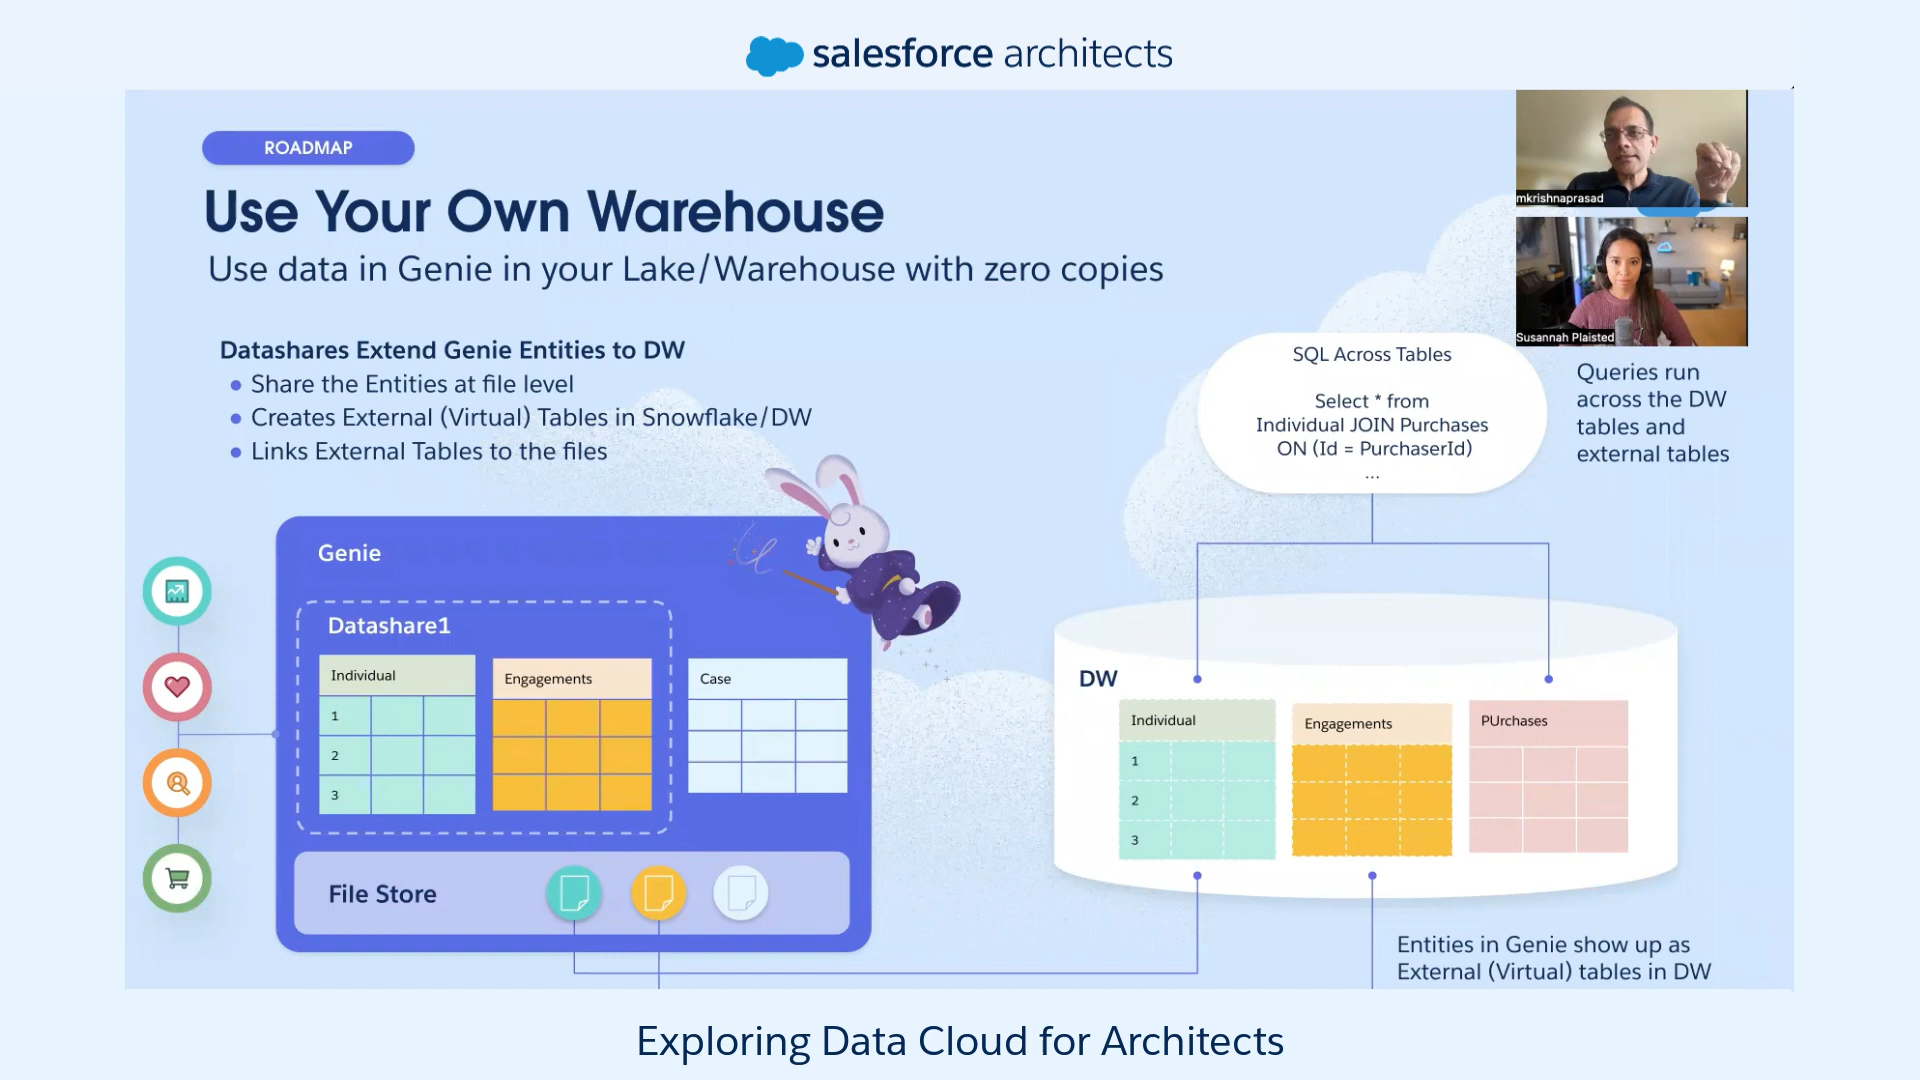 salesforce architects
ROADMAP
Use Your Own Warehouse
Use data in Genie in your Lake/Warehouse with zero copies
mkrishnaprasad
Susannah Plaisted
Datashares Extend Genie Entities to DW
Share the Entities at file level
Creates External (Virtual) Tables in Snowflake/DW
Links External Tables to the files
SQL Across Tables
Select * from
Individual JOIN Purchases
ON (Id = PurchaserId)
...
Queries run
across the DW
tables and
external tables
Genie
Datashare1
Individual
1
2
3
Engagements
Case
File Store
DW
Individual
1
2
3
Engagements
PUrchases
Entities in Genie show up as
External (Virtual) tables in DW
Exploring Data Cloud for Architects